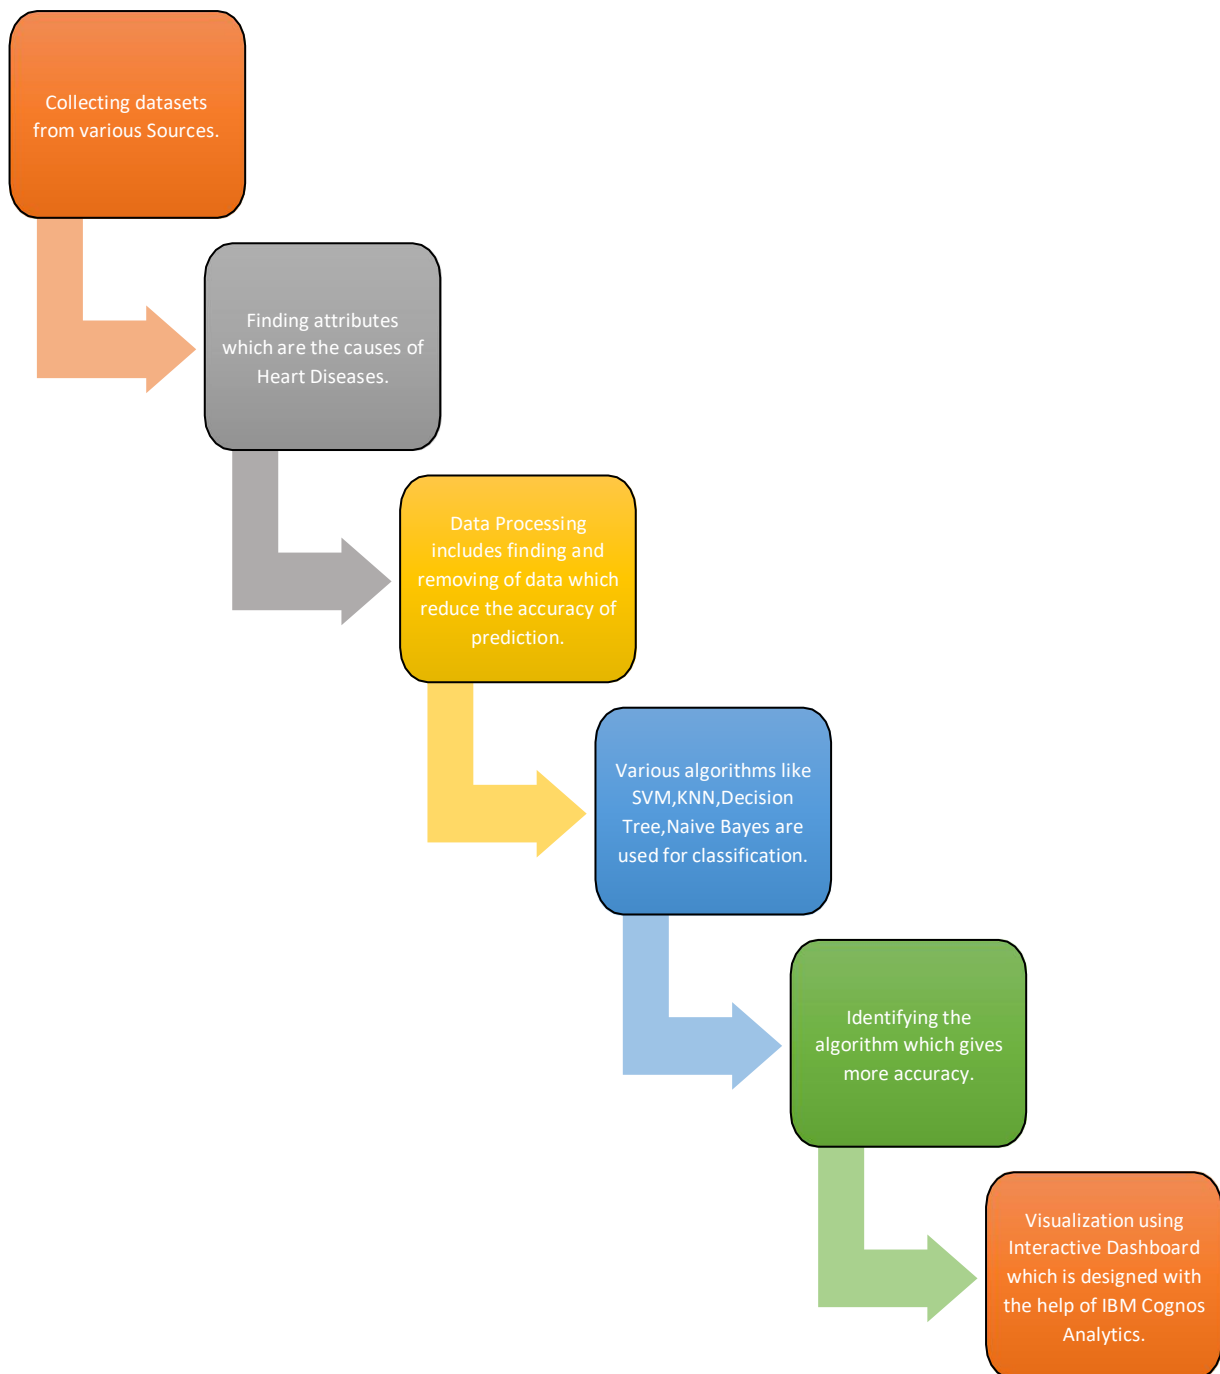 Collecting datasets
from various Sources.
Finding attributes
which are the causes of
Heart Diseases.
Data Processing
includes finding and
removing of data which
reduce the accuracy of
prediction.
Various algorithms like
SVM,KNN,Decision
Tree,Naive Bayes are
used for classification.
Identifying the
algorithm which gives
more accuracy.
Visualization using
Interactive Dashboard
which is designed with
the help of IBM Cognos
Analytics.